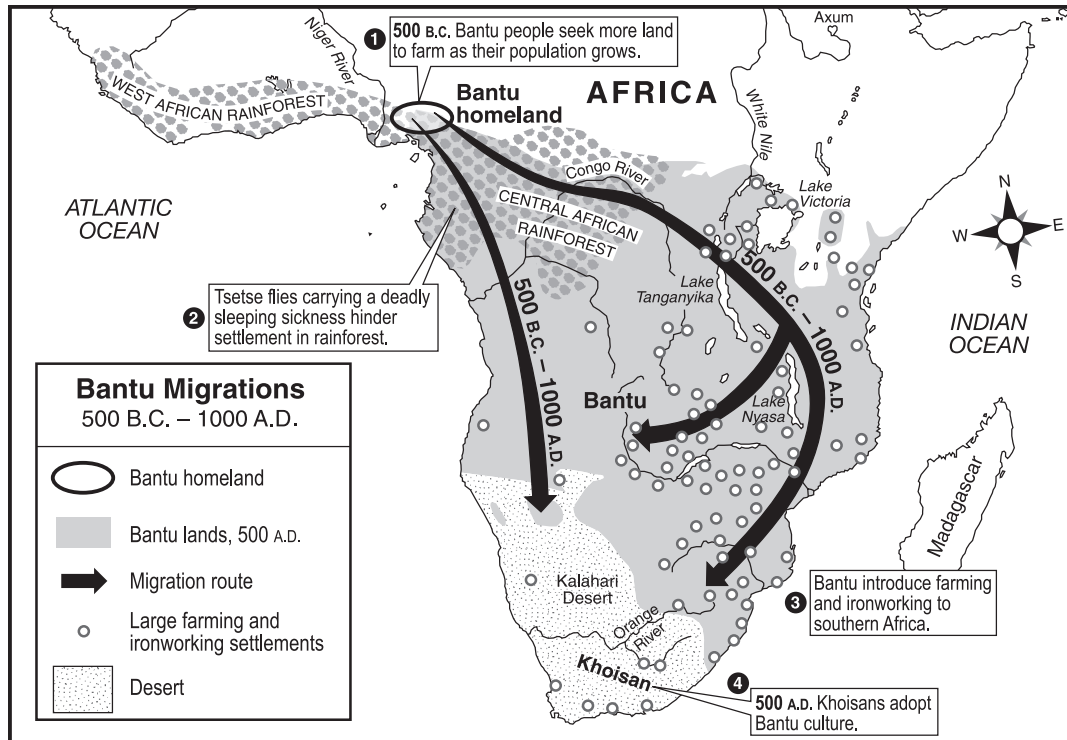 1 500 B.C. Bantu people seek more land
to farm as their population grows.
Axum
Niger River
WEST AFRICAN RAINFOREST
Bantu
homeland
AFRICA
White Nile
Congo River
Lake
Victoria
ATLANTIC
OCEAN
CENTRAL AFRICAN
RAINFOREST
N
W
E
S
Lake
Tanganyika
500 B.C. – 1000 A.D.
500 B.C. – 1000 A.D.
2 Tsetse flies carrying a deadly
sleeping sickness hinder
settlement in rainforest.
INDIAN
OCEAN
Bantu
Lake
Nyasa
Madagascar
Bantu Migrations
500 B.C. – 1000 A.D.
Bantu homeland
Bantu lands, 500 A.D.
Migration route
Large farming and
ironworking settlements
Desert
Kalahari
Desert
Orange
River
Khoisan
3 Bantu introduce farming
and ironworking to
southern Africa.
4 500 A.D. Khoisans adopt
Bantu culture.